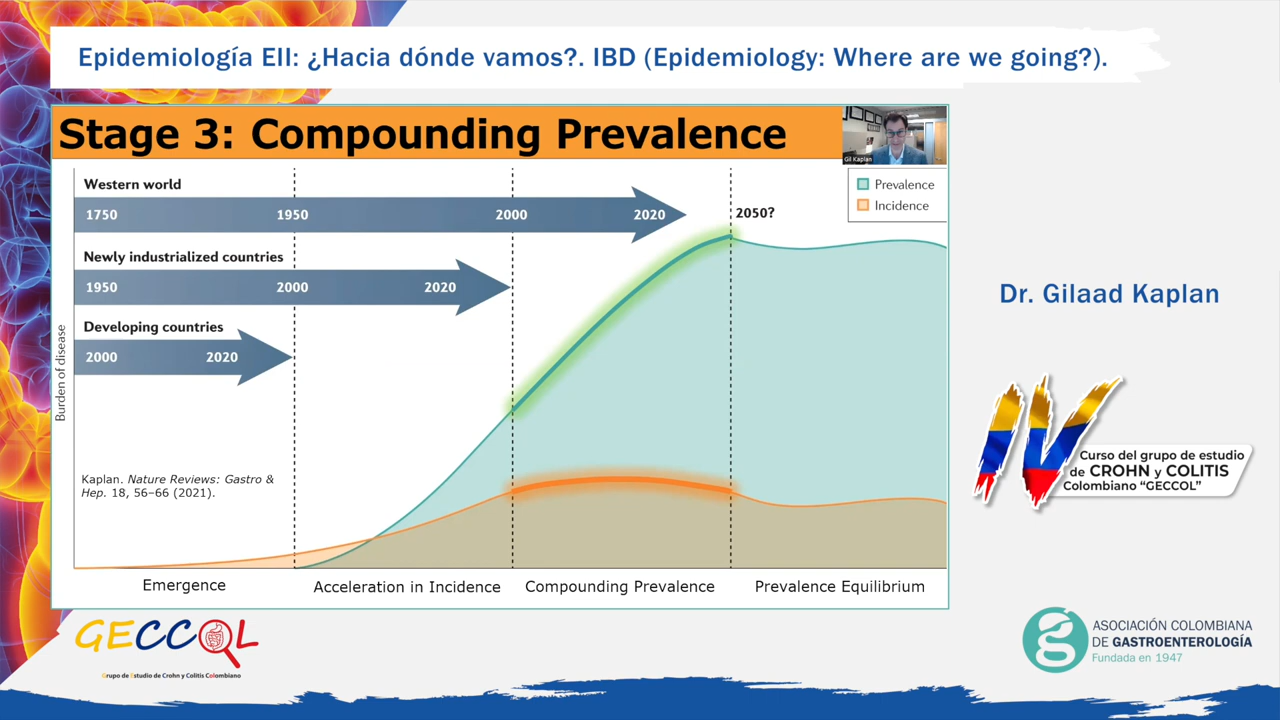 Epidemiología EII: ¿Hacia dónde vamos?. IBD (Epidemiology: Where are we going?).
Stage 3: Compounding Prevalence
Gil Kaplan
Western world
1750 1950 2000 2020
2050?
Prevalence
Incidence
Newly industrialized countries
1950 2000 2020
Developing countries
2000 2020
Burden of disease
Kaplan. Nature Reviews: Gastro &
Hep. 18, 56–66 (2021).
Emergence Acceleration in Incidence Compounding Prevalence Prevalence Equilibrium
Dr. Gilaad Kaplan
IV
Curso del grupo de estudio
de CROHN y COLITIS
Colombiano “GECCOL”
GECCOL
Grupo de Estudio de Crohn y Colitis Colombiano
ASOCIACIÓN COLOMBIANA
DE GASTROENTEROLOGÍA
Fundada en 1947